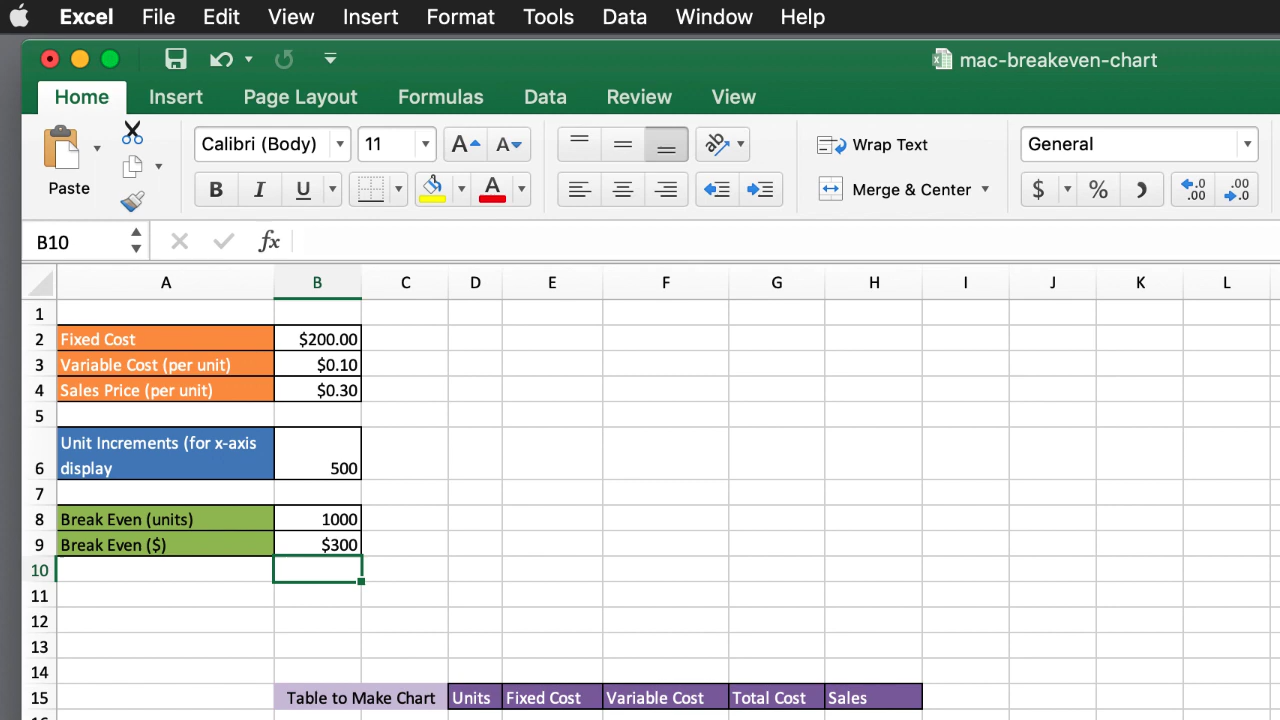 Excel File Edit View Insert Format Tools Data Window Help
mac-breakeven-chart
Home Insert Page Layout Formulas Data Review View
Paste
Calibri (Body) 11 A A
B I U A
Wrap Text
Merge & Center
General
$ % .0 .00 .00 .0
B10 fx
A B C D E F G H I J K L
1
2 Fixed Cost $200.00
3 Variable Cost (per unit) $0.10
4 Sales Price (per unit) $0.30
5
Unit Increments (for x-axis
6 display 500
7
8 Break Even (units) 1000
9 Break Even ($) $300
10
11
12
13
14
15 Table to Make Chart Units Fixed Cost Variable Cost Total Cost Sales